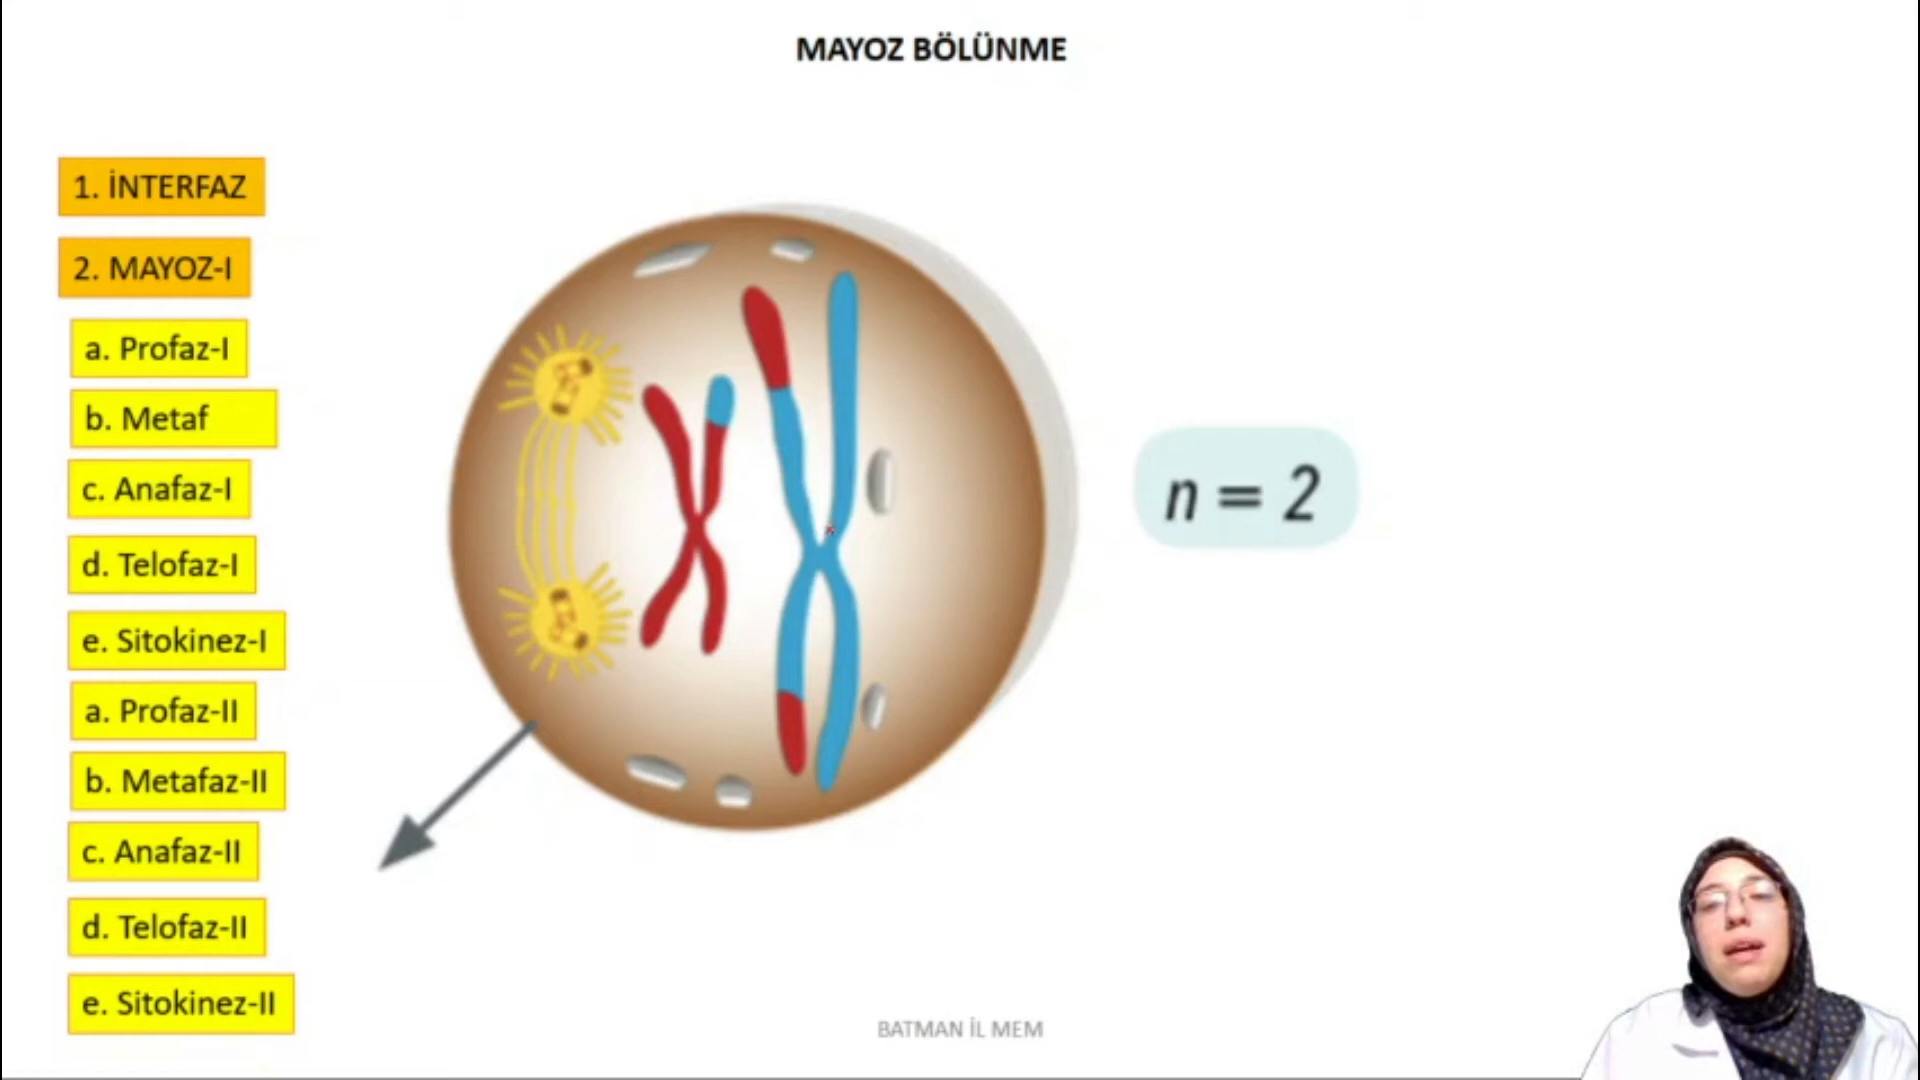 MAYOZ BÖLÜNME
1. İNTERFAZ
2. MAYOZ-I
a. Profaz-I
b. Metaf
c. Anafaz-I
d. Telofaz-I
e. Sitokinez-I
a. Profaz-II
b. Metafaz-II
c. Anafaz-II
d. Telofaz-II
e. Sitokinez-II
n = 2
BATMAN İL MEM